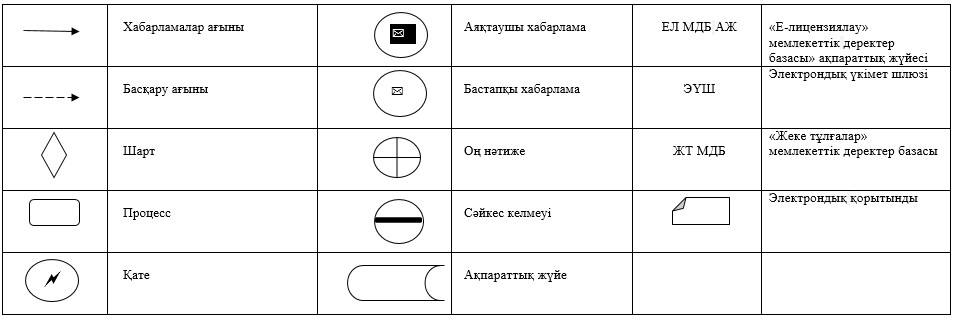 Хабарламалар ағыны
Аяқтаушы хабарлама
ЕЛ МДБ АЖ
«Е-лицензиялау»
мемлекеттік деректер
базасы» ақпараттық жүйесі
Басқару ағыны
Бастапқы хабарлама
ЭҮШ
Электрондық үкімет шлюзі
Шарт
Оң нәтиже
ЖТ МДБ
«Жеке тұлғалар»
мемлекеттік деректер базасы
Процесс
Сәйкес келмеуі
Электрондық қорытынды
Қате
Ақпараттық жүйе